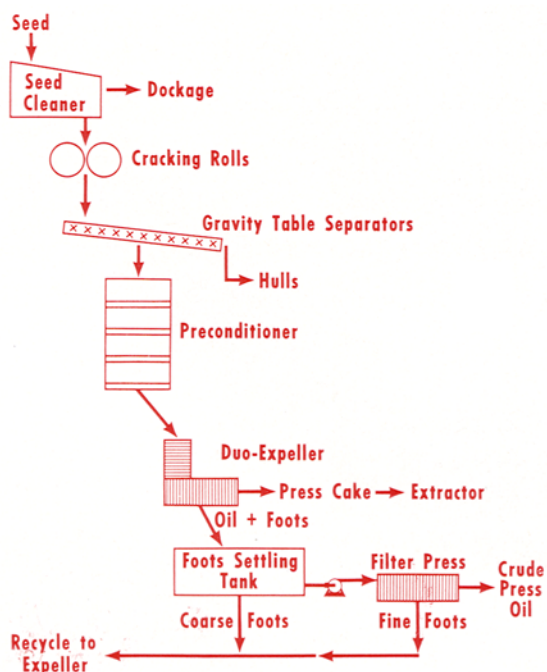 Seed
Seed
Cleaner
Dockage
Cracking Rolls
Gravity Table Separators
Hulls
Preconditioner
Duo-Expeller
Press Cake
Extractor
Oil + Foots
Foots Settling
Tank
Filter Press
Crude
Press
Oil
Coarse Foots
Fine Foots
Recycle to
Expeller